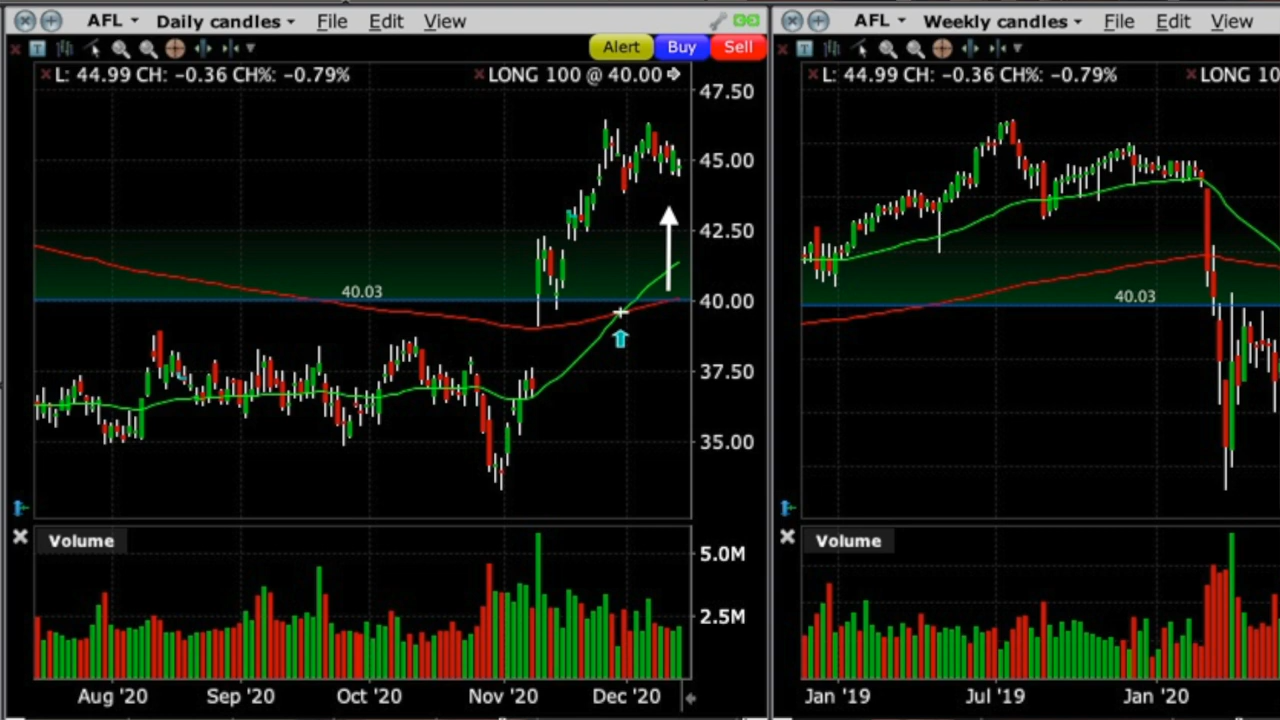 AFL Daily candles File Edit View
T
Alert Buy Sell
L: 44.99 CH: −0.36 CH%: −0.79%
LONG 100 @ 40.00
47.50
45.00
42.50
40.00
37.50
35.00
40.03
Volume
5.0M
2.5M
Aug '20 Sep '20 Oct '20 Nov '20 Dec '20
AFL Weekly candles File Edit View
T
L: 44.99 CH: −0.36 CH%: −0.79%
LONG 10
40.03
Volume
Jan '19 Jul '19 Jan '20